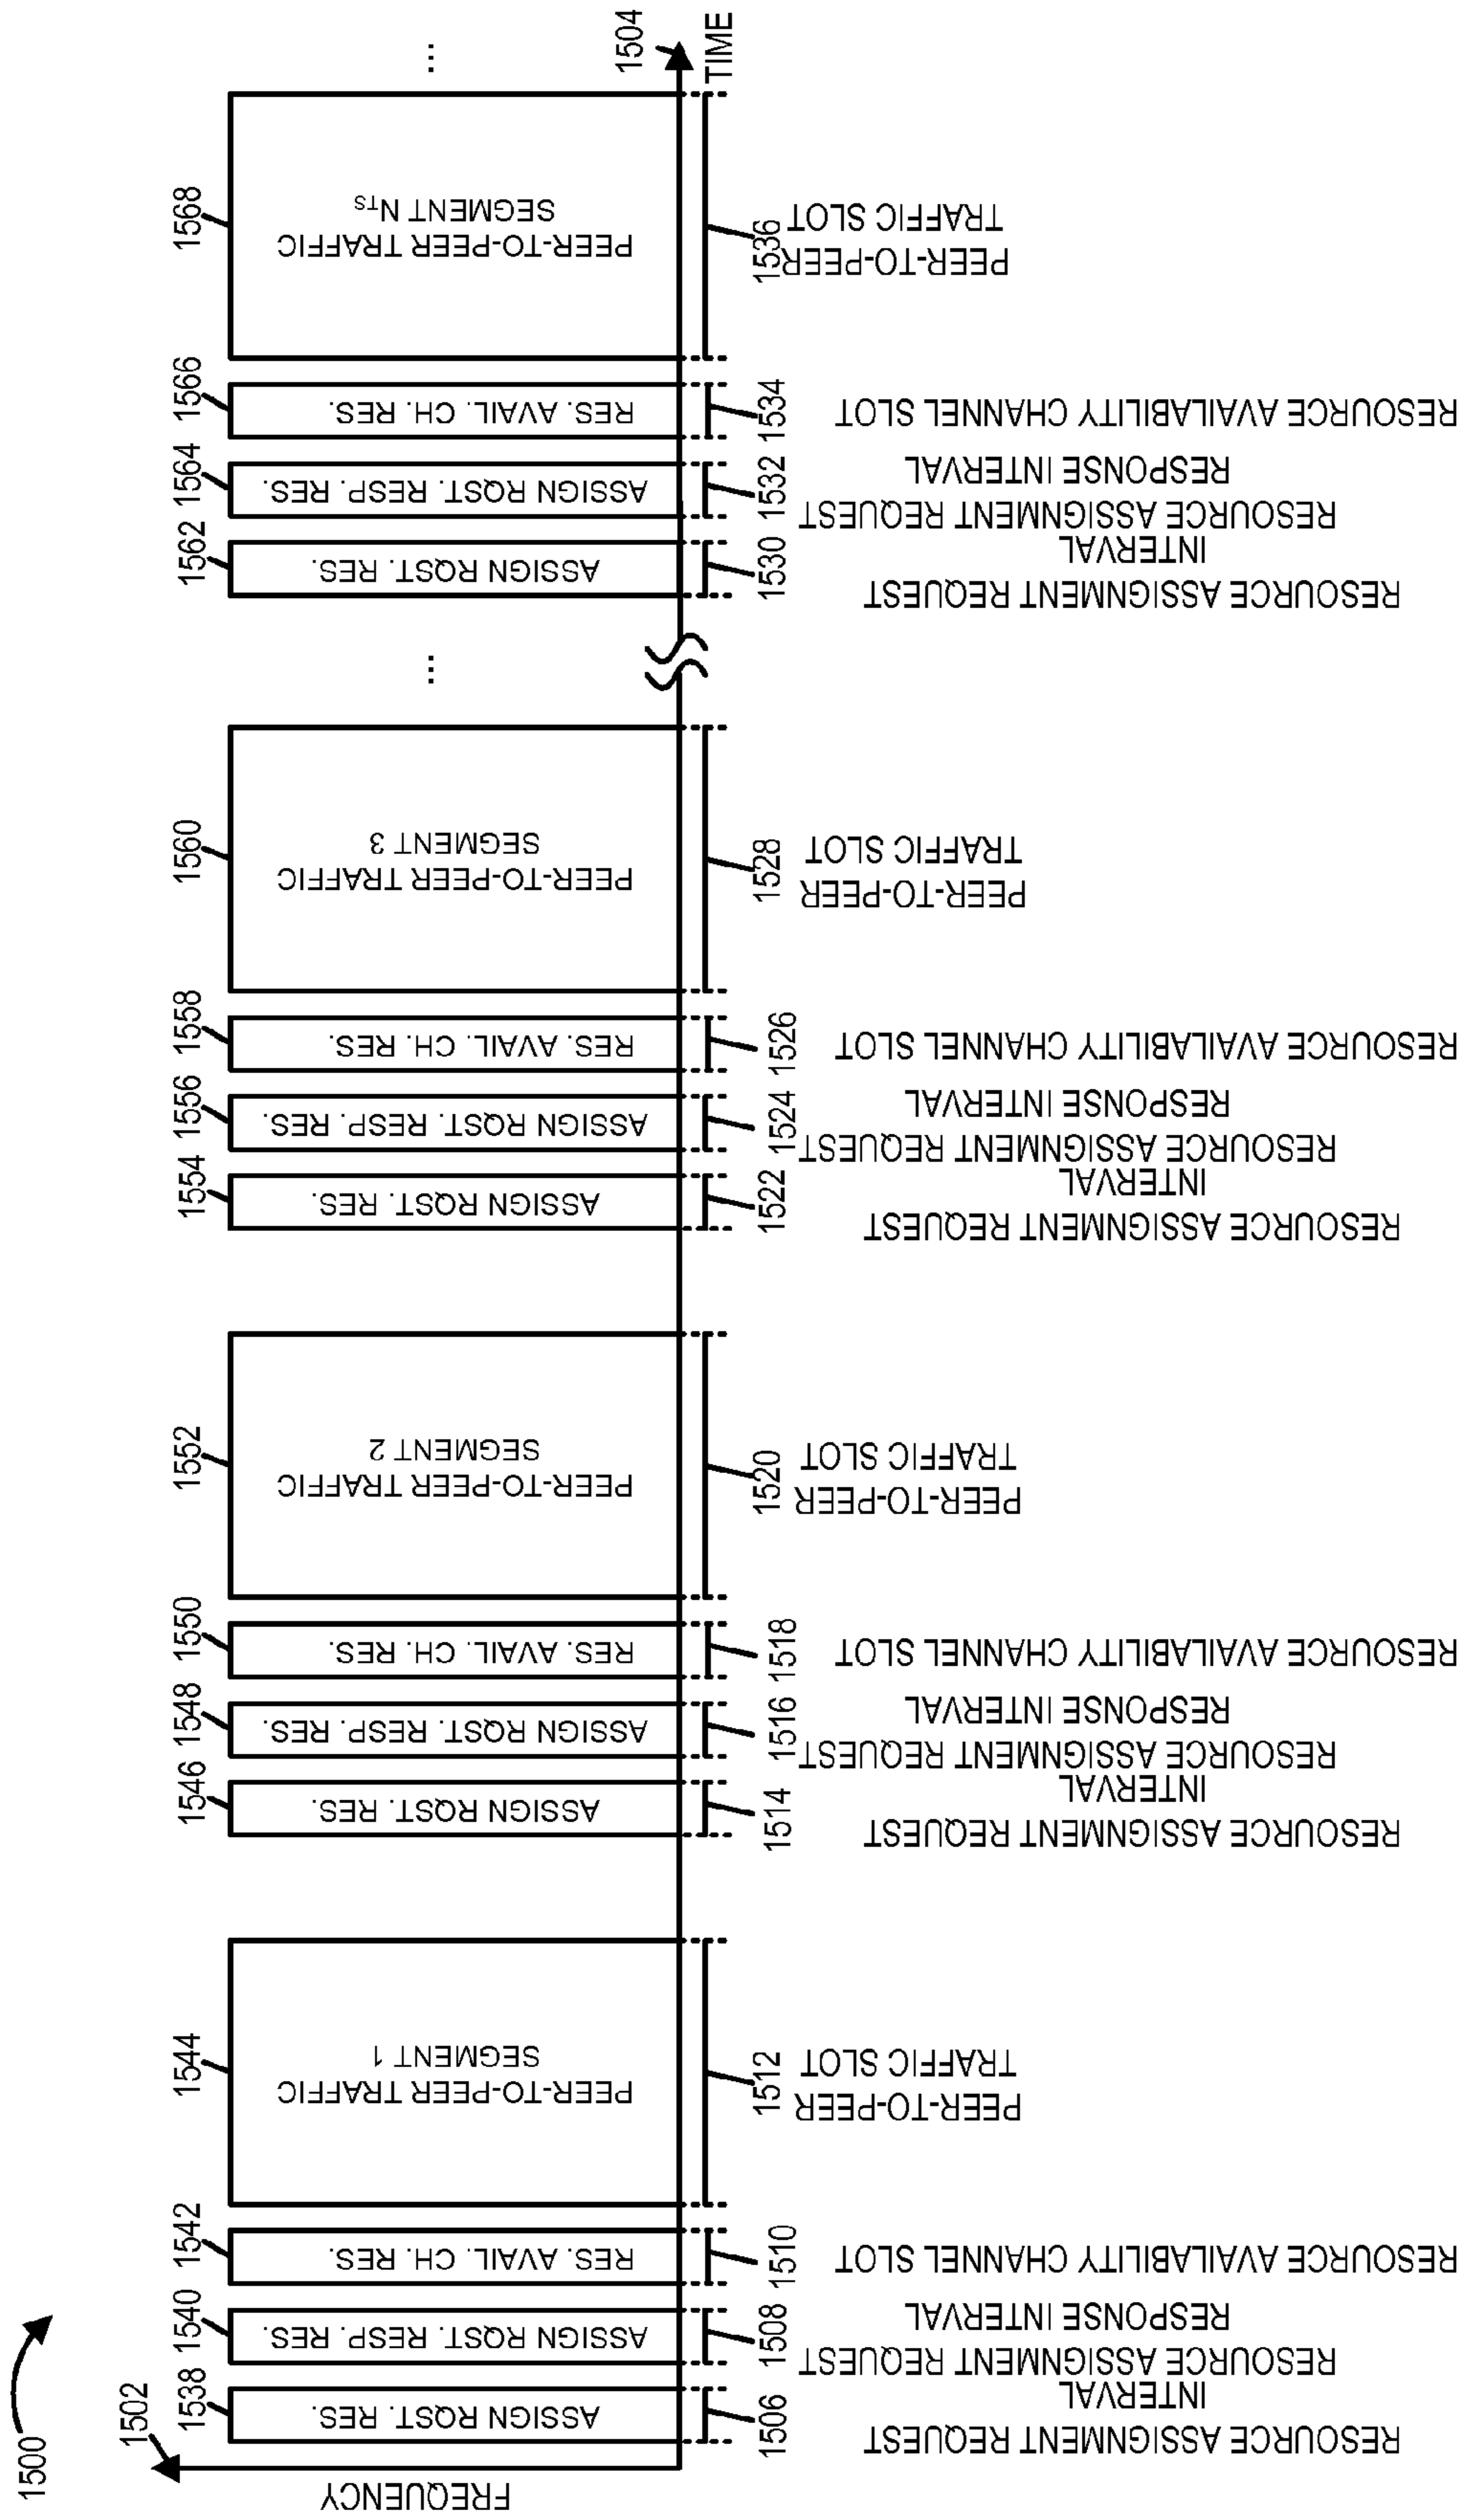 1500
1502
FREQUENCY
1538
1540
1542
1544
1546
1548
1550
1552
1554
1556
1558
1560
1562
1564
1566
1568
ASSIGN RQST. RES.
ASSIGN RQST. RESP. RES.
RES. AVAIL. CH. RES.
PEER-TO-PEER TRAFFIC
SEGMENT 1
ASSIGN RQST. RES.
ASSIGN RQST. RESP. RES.
RES. AVAIL. CH. RES.
PEER-TO-PEER TRAFFIC
SEGMENT 2
ASSIGN RQST. RES.
ASSIGN RQST. RESP. RES.
RES. AVAIL. CH. RES.
PEER-TO-PEER TRAFFIC
SEGMENT 3
...
ASSIGN RQST. RES.
ASSIGN RQST. RESP. RES.
RES. AVAIL. CH. RES.
PEER-TO-PEER TRAFFIC
SEGMENT NTS
...
1504
TIME
1506
RESOURCE ASSIGNMENT REQUEST
INTERVAL
1508
RESOURCE ASSIGNMENT REQUEST
RESPONSE INTERVAL
1510
RESOURCE AVAILABILITY CHANNEL SLOT
1512
PEER-TO-PEER
TRAFFIC SLOT
1514
RESOURCE ASSIGNMENT REQUEST
INTERVAL
1516
RESOURCE ASSIGNMENT REQUEST
RESPONSE INTERVAL
1518
RESOURCE AVAILABILITY CHANNEL SLOT
1520
PEER-TO-PEER
TRAFFIC SLOT
1522
RESOURCE ASSIGNMENT REQUEST
INTERVAL
1524
RESOURCE ASSIGNMENT REQUEST
RESPONSE INTERVAL
1526
RESOURCE AVAILABILITY CHANNEL SLOT
1528
PEER-TO-PEER
TRAFFIC SLOT
1530
RESOURCE ASSIGNMENT REQUEST
INTERVAL
1532
RESOURCE ASSIGNMENT REQUEST
RESPONSE INTERVAL
1534
RESOURCE AVAILABILITY CHANNEL SLOT
1536
PEER-TO-PEER
TRAFFIC SLOT